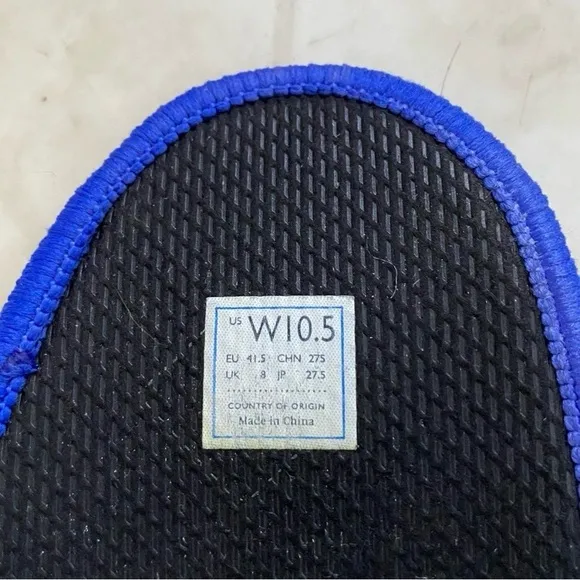 US W10.5
EU 41.5 CHN 275
UK 8 JP 27.5
COUNTRY OF ORIGIN
Made in China